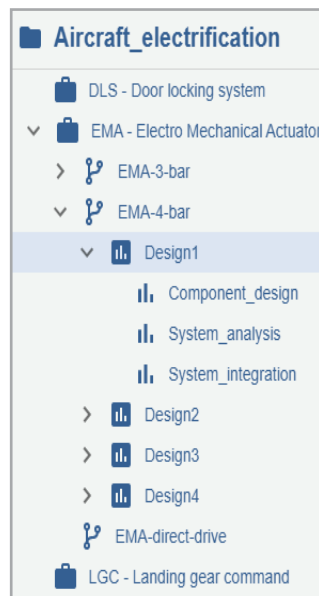 Aircraft_electrification
DLS - Door locking system
EMA - Electro Mechanical Actuator
EMA-3-bar
EMA-4-bar
Design1
Component_design
System_analysis
System_integration
Design2
Design3
Design4
EMA-direct-drive
LGC - Landing gear command